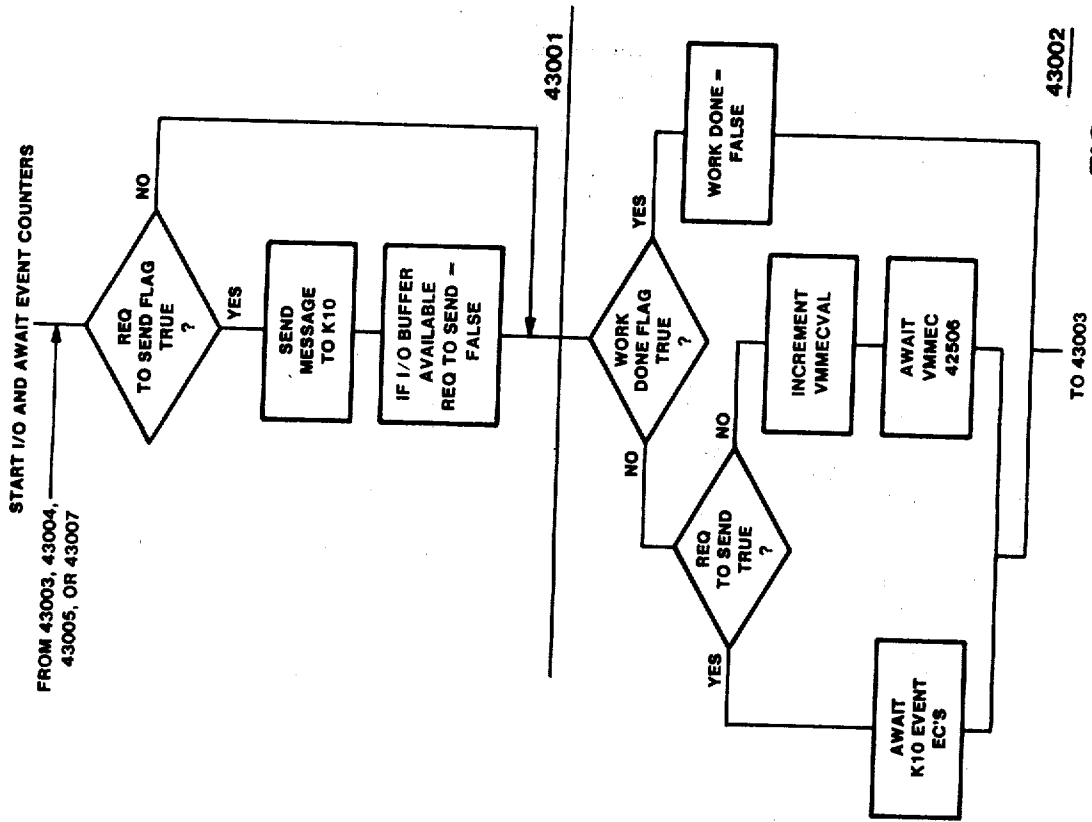 START I/O AND AWAIT EVENT COUNTERS
FROM 43003, 43004,
43005, OR 43007
REQ
TO SEND FLAG
TRUE
?
NO
YES
SEND
MESSAGE
TO K10
IF I/O BUFFER
AVAILABLE
REQ TO SEND =
FALSE
43001
WORK
DONE FLAG
TRUE
?
YES
NO
WORK DONE =
FALSE
REQ
TO SEND
TRUE
?
NO
YES
INCREMENT
VMMECVAL
AWAIT
VMMEC
42506
AWAIT
K10 EVENT
EC'S
TO 43003
43002